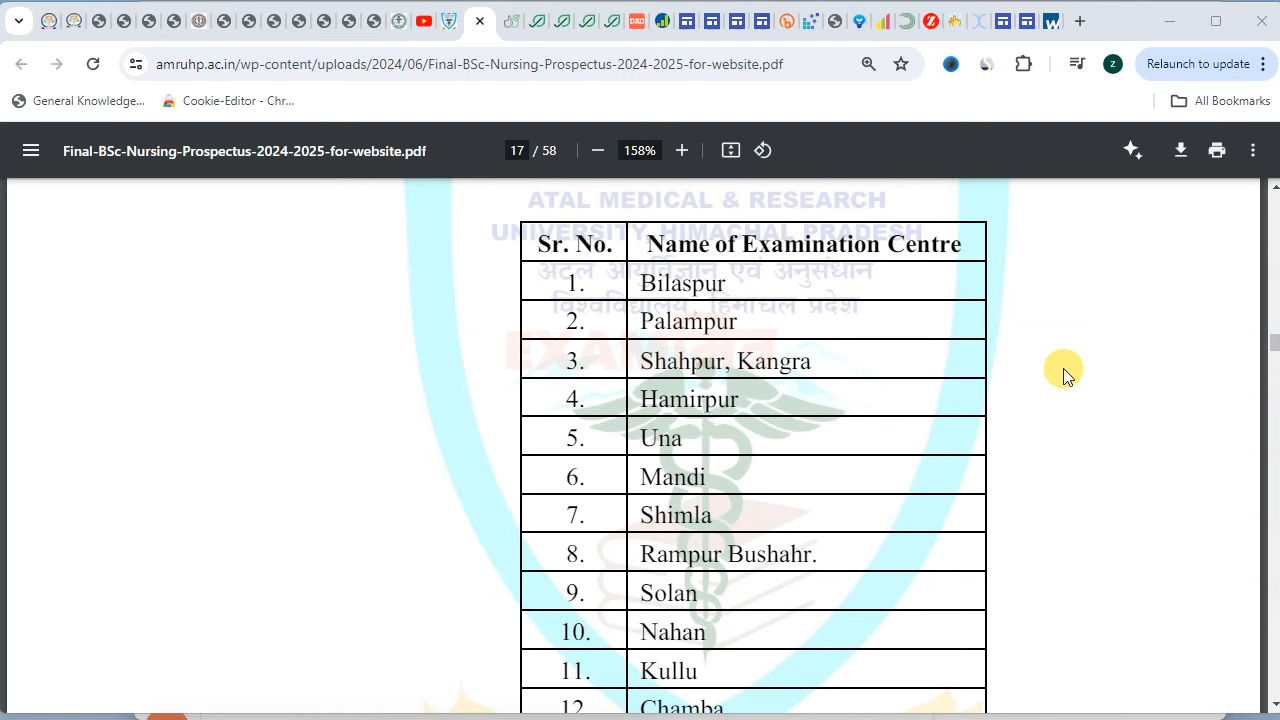 Relaunch to update
amruhp.ac.in/wp-content/uploads/2024/06/Final-BSc-Nursing-Prospectus-2024-2025-for-website.pdf
General Knowledge...
Cookie-Editor - Chr...
All Bookmarks
Final-BSc-Nursing-Prospectus-2024-2025-for-website.pdf
17 / 58
158%
ATAL MEDICAL & RESEARCH
UNIVERSITY HIMACHAL PRADESH
अटल आयुर्विज्ञान एवं अनुसंधान
विश्वविद्यालय, हिमाचल प्रदेश
Sr. No. Name of Examination Centre
1. Bilaspur
2. Palampur
3. Shahpur, Kangra
4. Hamirpur
5. Una
6. Mandi
7. Shimla
8. Rampur Bushahr.
9. Solan
10. Nahan
11. Kullu
12. Chamba